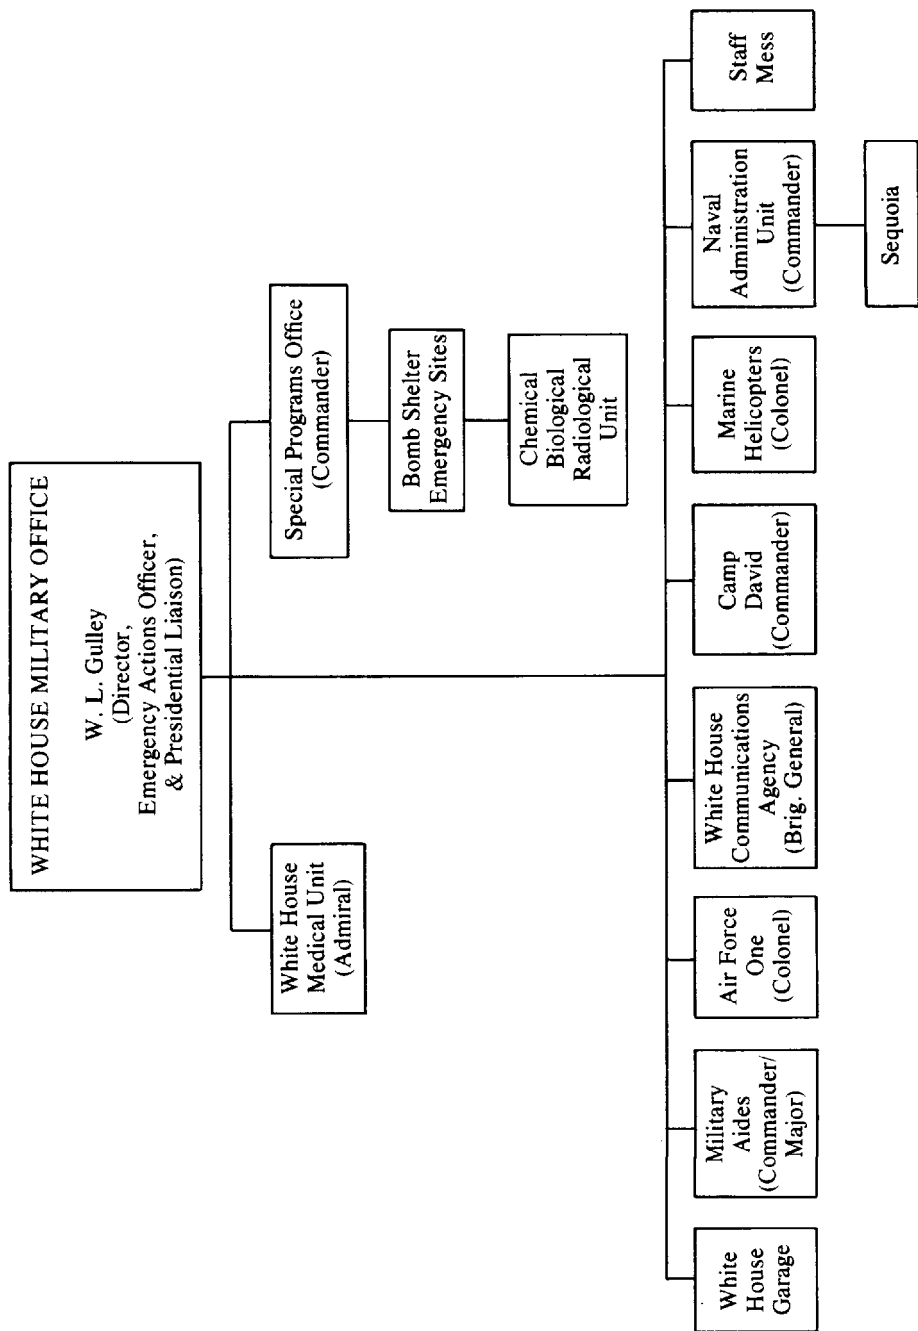 WHITE HOUSE MILITARY OFFICE
W. L. Gulley
(Director,
Emergency Actions Officer,
& Presidential Liaison)
White House
Medical Unit
(Admiral)
Special Programs Office
(Commander)
Bomb Shelter
Emergency Sites
Chemical
Biological
Radiological
Unit
White
House
Garage
Military
Aides
(Commander/
Major)
Air Force
One
(Colonel)
White House
Communications
Agency
(Brig. General)
Camp
David
(Commander)
Marine
Helicopters
(Colonel)
Naval
Administration
Unit
(Commander)
Staff
Mess
Sequoia